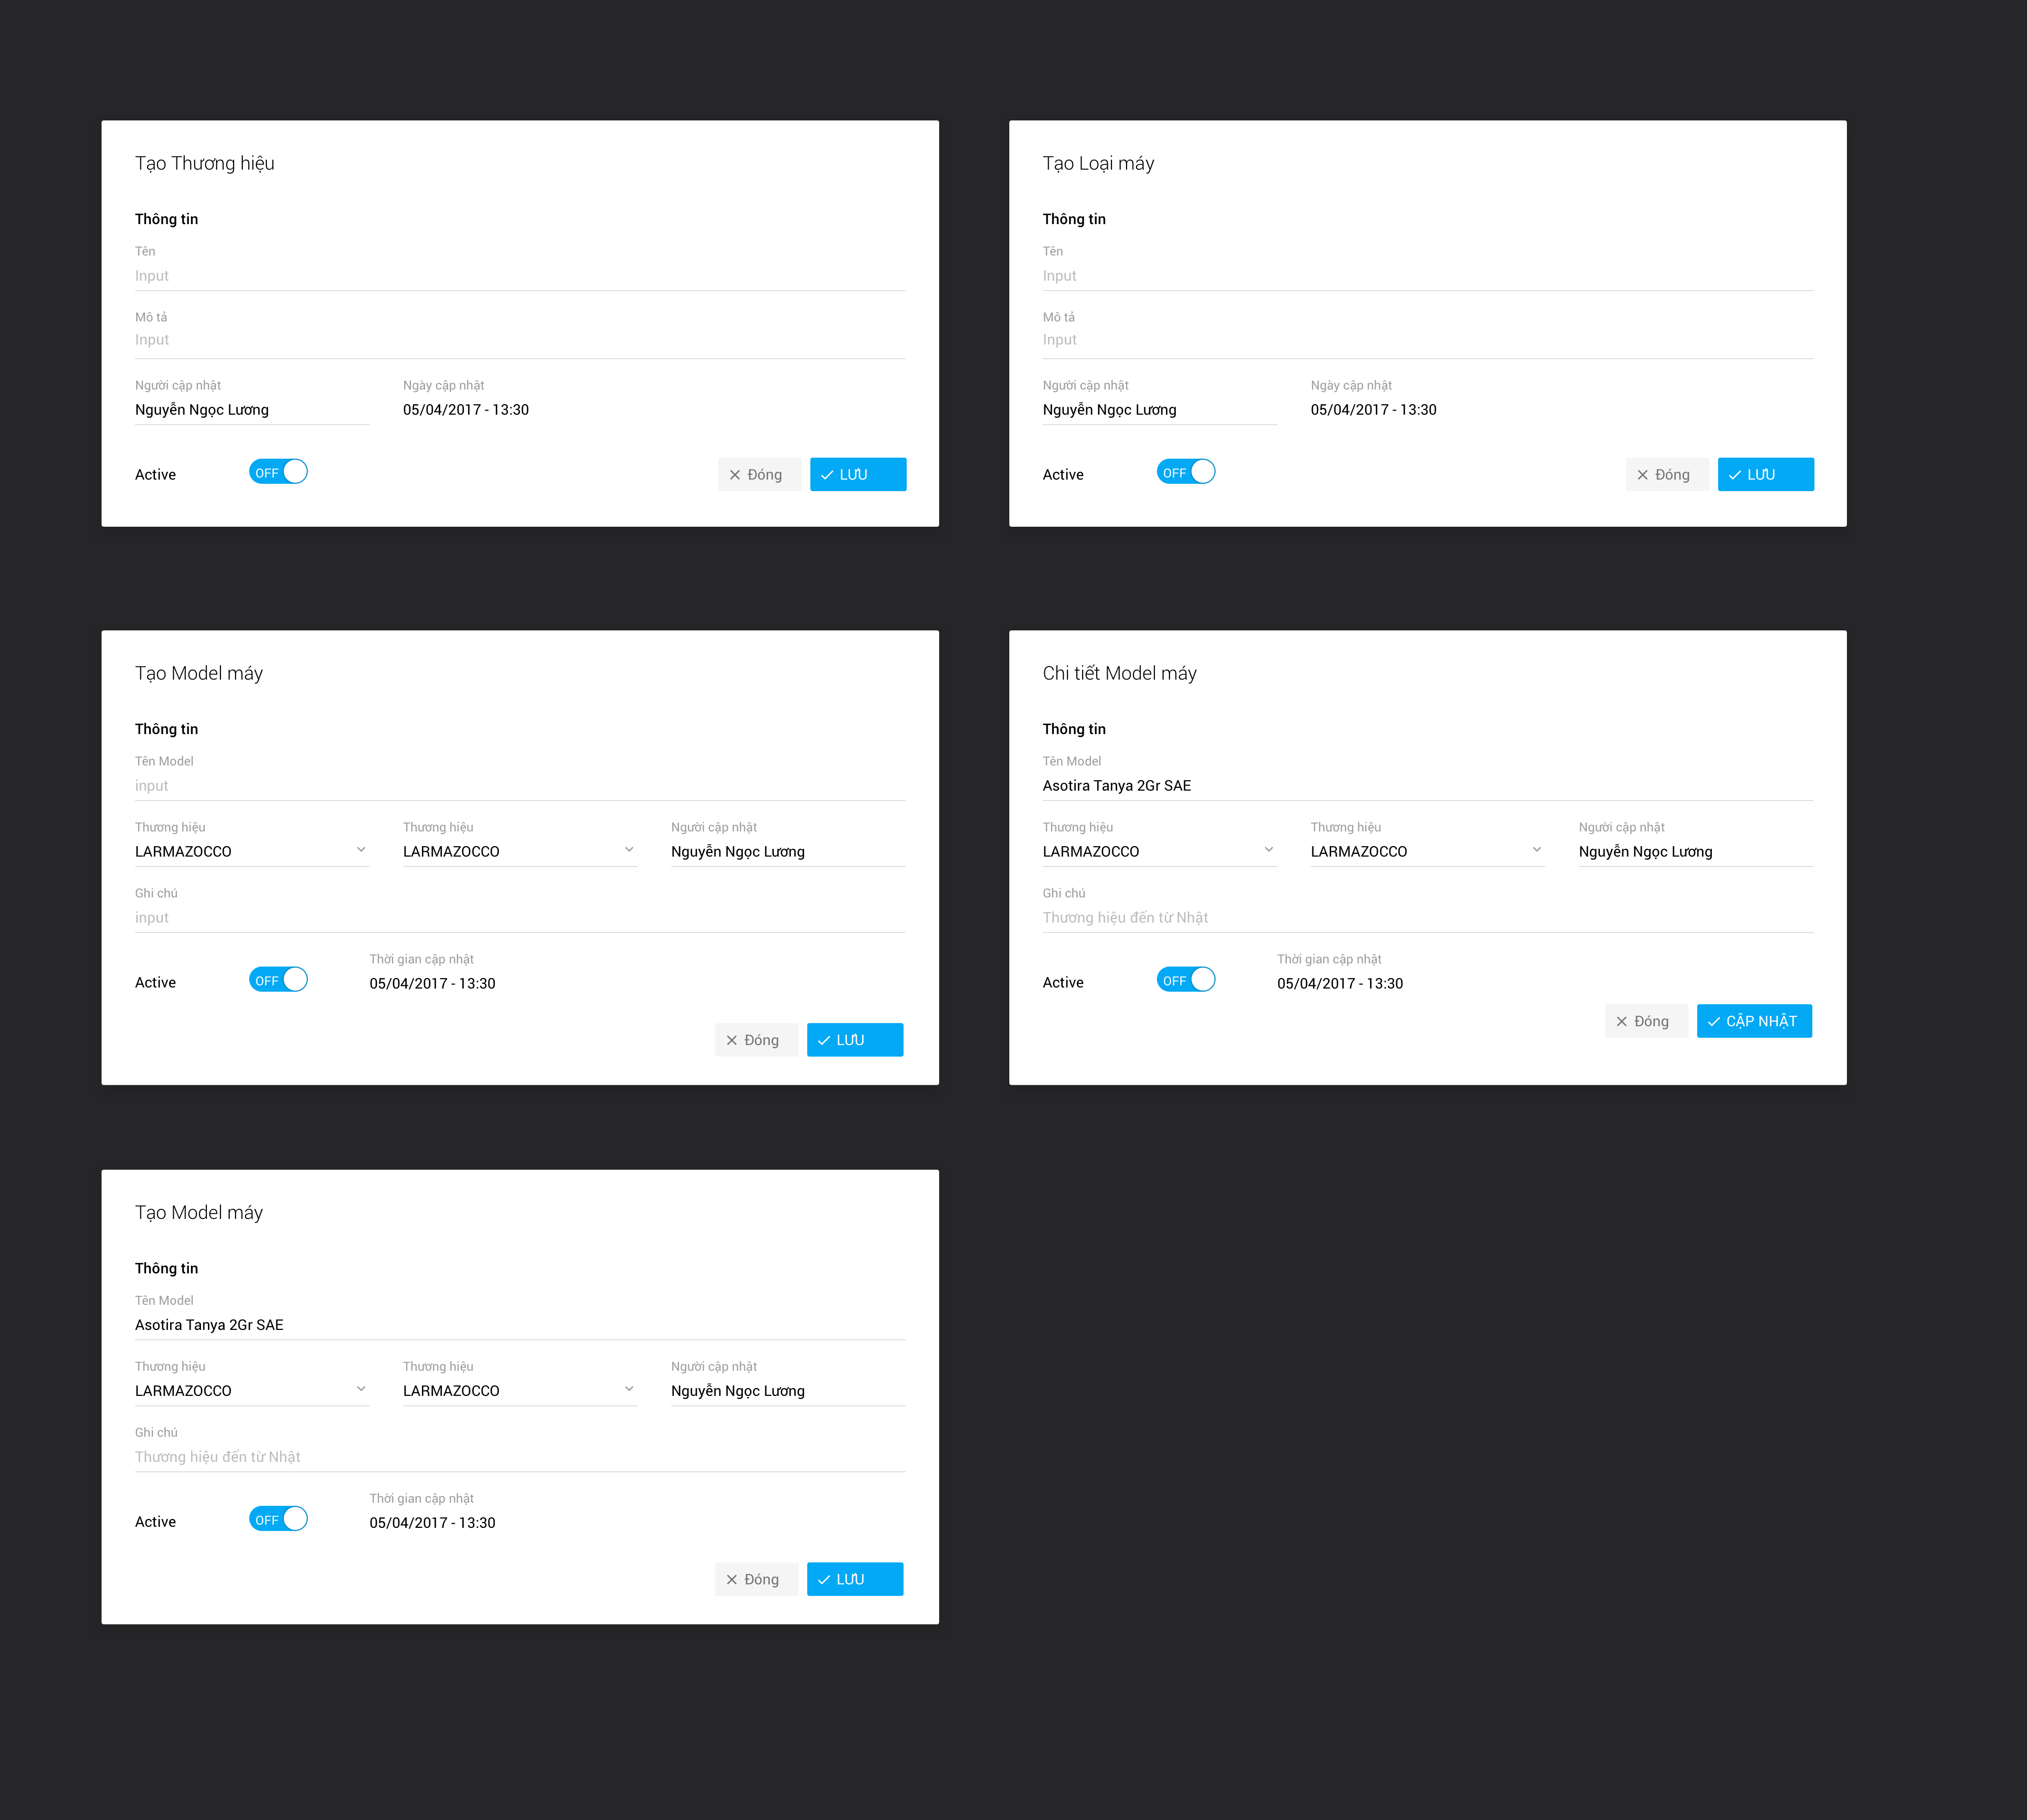 Tạo Thương hiệu
Thông tin
Tên
Input
Mô tả
Input
Người cập nhật Ngày cập nhật
Nguyễn Ngọc Lương 05/04/2017 - 13:30
Active OFF Đóng LƯU
Tạo Loại máy
Thông tin
Tên
Input
Mô tả
Input
Người cập nhật Ngày cập nhật
Nguyễn Ngọc Lương 05/04/2017 - 13:30
Active OFF Đóng LƯU
Tạo Model máy
Thông tin
Tên Model
input
Thương hiệu Thương hiệu Người cập nhật
LARMAZOCCO LARMAZOCCO Nguyễn Ngọc Lương
Ghi chú
input
Thời gian cập nhật
Active OFF 05/04/2017 - 13:30
Đóng LƯU
Chi tiết Model máy
Thông tin
Tên Model
Asotira Tanya 2Gr SAE
Thương hiệu Thương hiệu Người cập nhật
LARMAZOCCO LARMAZOCCO Nguyễn Ngọc Lương
Ghi chú
Thương hiệu đến từ Nhật
Thời gian cập nhật
Active OFF 05/04/2017 - 13:30
Đóng CẬP NHẬT
Tạo Model máy
Thông tin
Tên Model
Asotira Tanya 2Gr SAE
Thương hiệu Thương hiệu Người cập nhật
LARMAZOCCO LARMAZOCCO Nguyễn Ngọc Lương
Ghi chú
Thương hiệu đến từ Nhật
Thời gian cập nhật
Active OFF 05/04/2017 - 13:30
Đóng LƯU